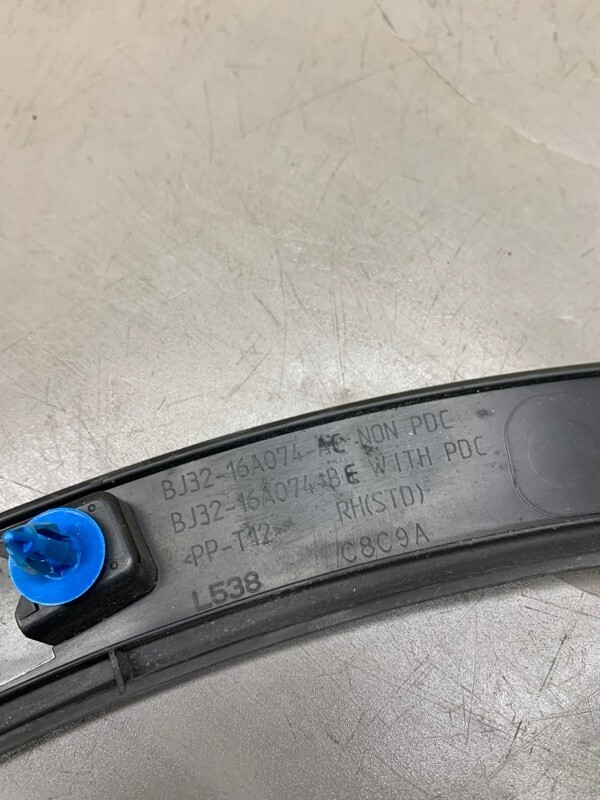 BJ32-16A074-AC NON PDC
BJ32-16A074-BE WITH PDC
<PP-T12> RH(STD)
L538 C8C9A